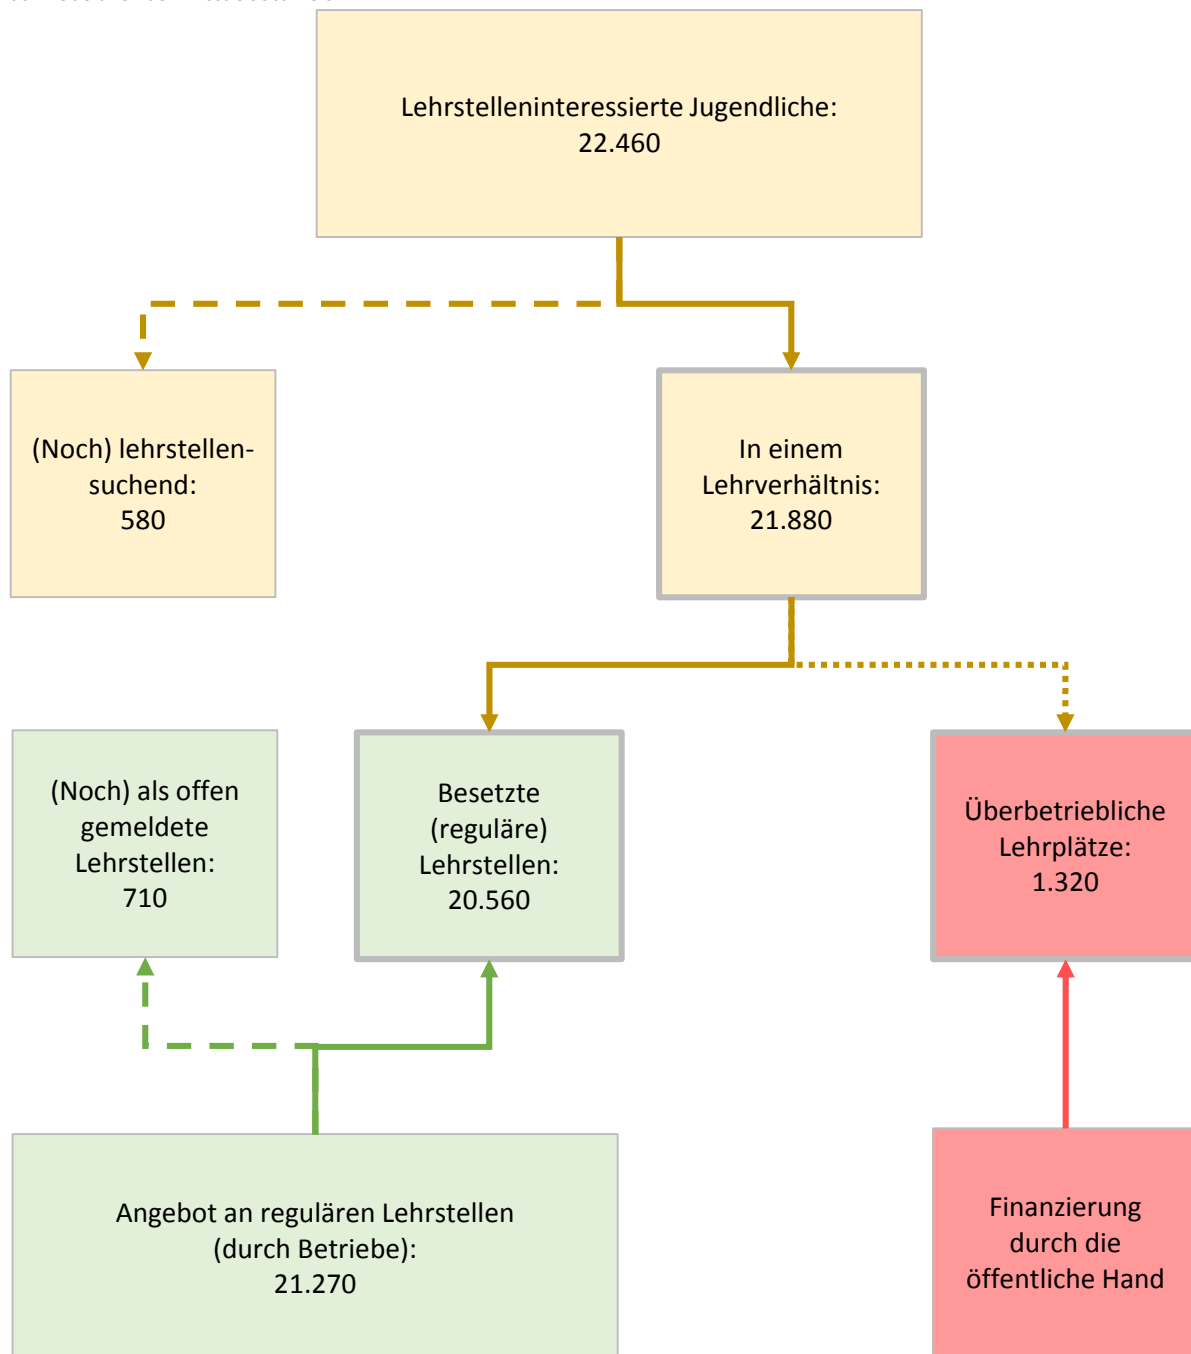 Lehrstelleninteressierte Jugendliche:
22.460
(Noch) lehrstellen-
suchend:
580
In einem
Lehrverhältnis:
21.880
(Noch) als offen
gemeldete
Lehrstellen:
710
Besetzte
(reguläre)
Lehrstellen:
20.560
Überbetriebliche
Lehrplätze:
1.320
Angebot an regulären Lehrstellen
(durch Betriebe):
21.270
Finanzierung
durch die
öffentliche Hand